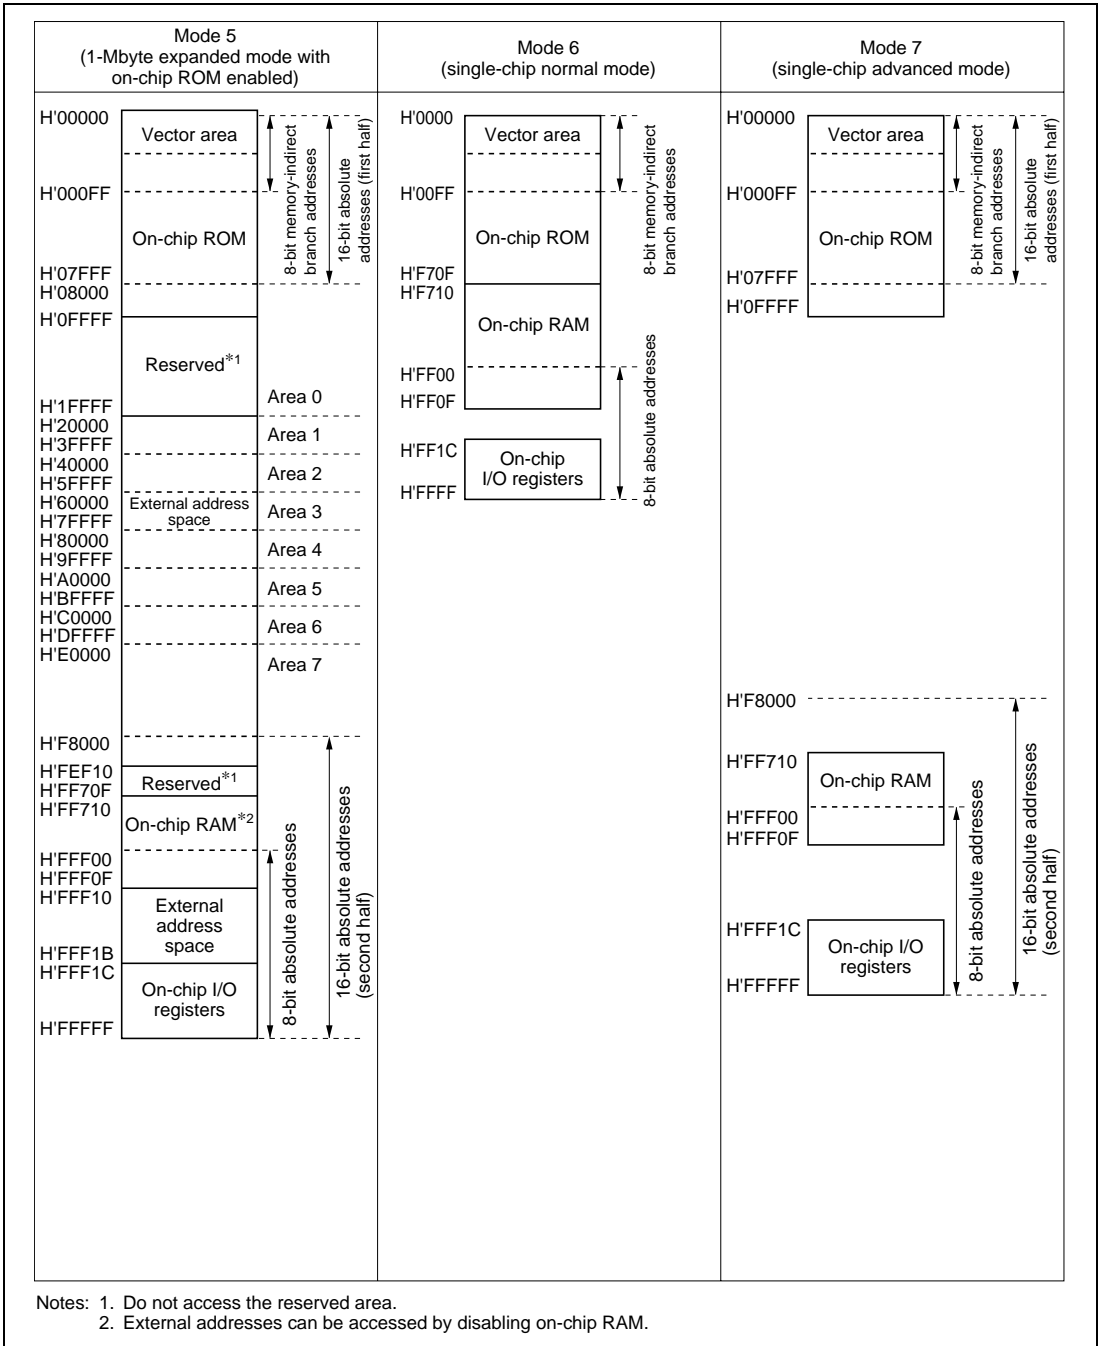 Mode 5
(1-Mbyte expanded mode with
on-chip ROM enabled)
Mode 6
(single-chip normal mode)
Mode 7
(single-chip advanced mode)
H'00000
Vector area
H'000FF
On-chip ROM
H'07FFF
H'08000
H'0FFFF
Reserved*1
H'1FFFF
H'20000
H'3FFFF
H'40000
H'5FFFF
H'60000
H'7FFFF
External address
space
H'80000
H'9FFFF
H'A0000
H'BFFFF
H'C0000
H'DFFFF
H'E0000
Area 0
Area 1
Area 2
Area 3
Area 4
Area 5
Area 6
Area 7
H'F8000
H'FEF10
Reserved*1
H'FF70F
H'FF710
On-chip RAM*2
H'FFF00
H'FFF0F
H'FFF10
External
address
space
H'FFF1B
H'FFF1C
On-chip I/O
registers
H'FFFFF
8-bit memory-indirect
branch addresses
16-bit absolute
addresses (first half)
8-bit absolute addresses
16-bit absolute addresses
(second half)
H'0000
Vector area
H'00FF
On-chip ROM
H'F70F
H'F710
On-chip RAM
H'FF00
H'FF0F
H'FF1C
On-chip
I/O registers
H'FFFF
8-bit memory-indirect
branch addresses
8-bit absolute addresses
H'00000
Vector area
H'000FF
On-chip ROM
H'07FFF
H'0FFFF
8-bit memory-indirect
branch addresses
16-bit absolute
addresses (first half)
H'F8000
H'FF710
On-chip RAM
H'FFF00
H'FFF0F
H'FFF1C
On-chip I/O
registers
H'FFFFF
8-bit absolute addresses
16-bit absolute addresses
(second half)
Notes: 1. Do not access the reserved area.
2. External addresses can be accessed by disabling on-chip RAM.